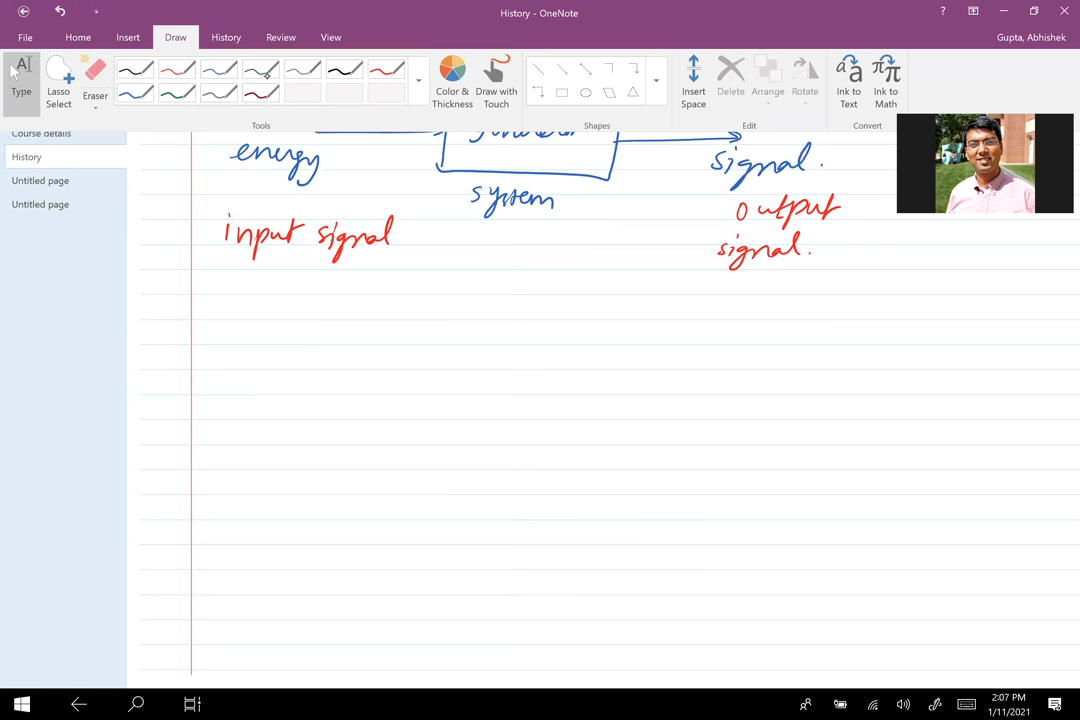 History - OneNote
?
Gupta, Abhishek
File
Home
Insert
Draw
History
Review
View
Type
Lasso
Select
Eraser
Color &
Thickness
Draw with
Touch
Insert
Space
Delete
Arrange
Rotate
Ink to
Text
Ink to
Math
Tools
Shapes
Edit
Convert
Course details
History
Untitled page
Untitled page
energy
system
signal.
input signal
output
signal.
2:07 PM
1/11/2021